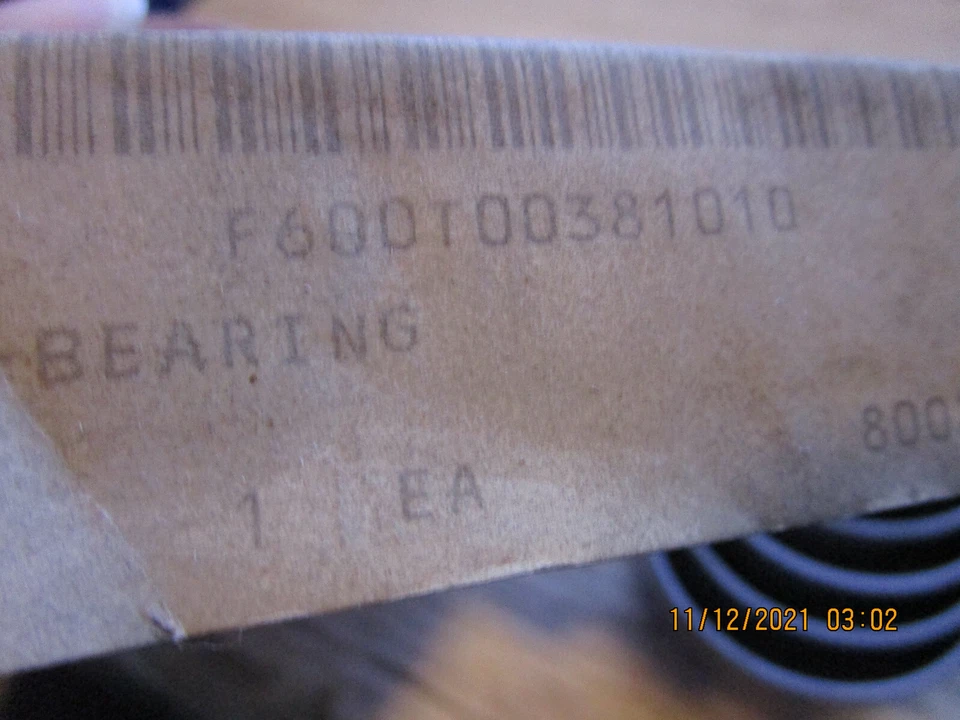 F600T00381010
BEARING
800
1 EA
11/12/2021 03:02